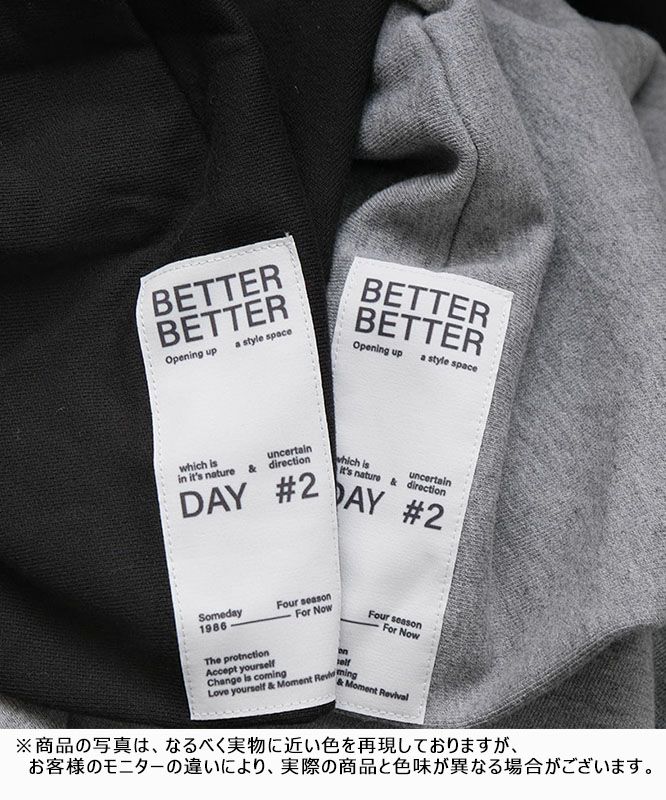 BETTER
BETTER
Opening up a style space
which is
in it's nature & uncertain
direction
DAY #2
Someday Four season
1986 For Now
The protnction
Accept yourself
Change is coming
Love yourself & Moment Revival
BETTER
BETTER
Opening up a style space
which is
in it's nature & uncertain
direction
DAY #2
Four season
For Now
& Moment Revival
※商品の写真は、なるべく実物に近い色を再現しておりますが、
お客様のモニターの違いにより、実際の商品と色味が異なる場合がございます。